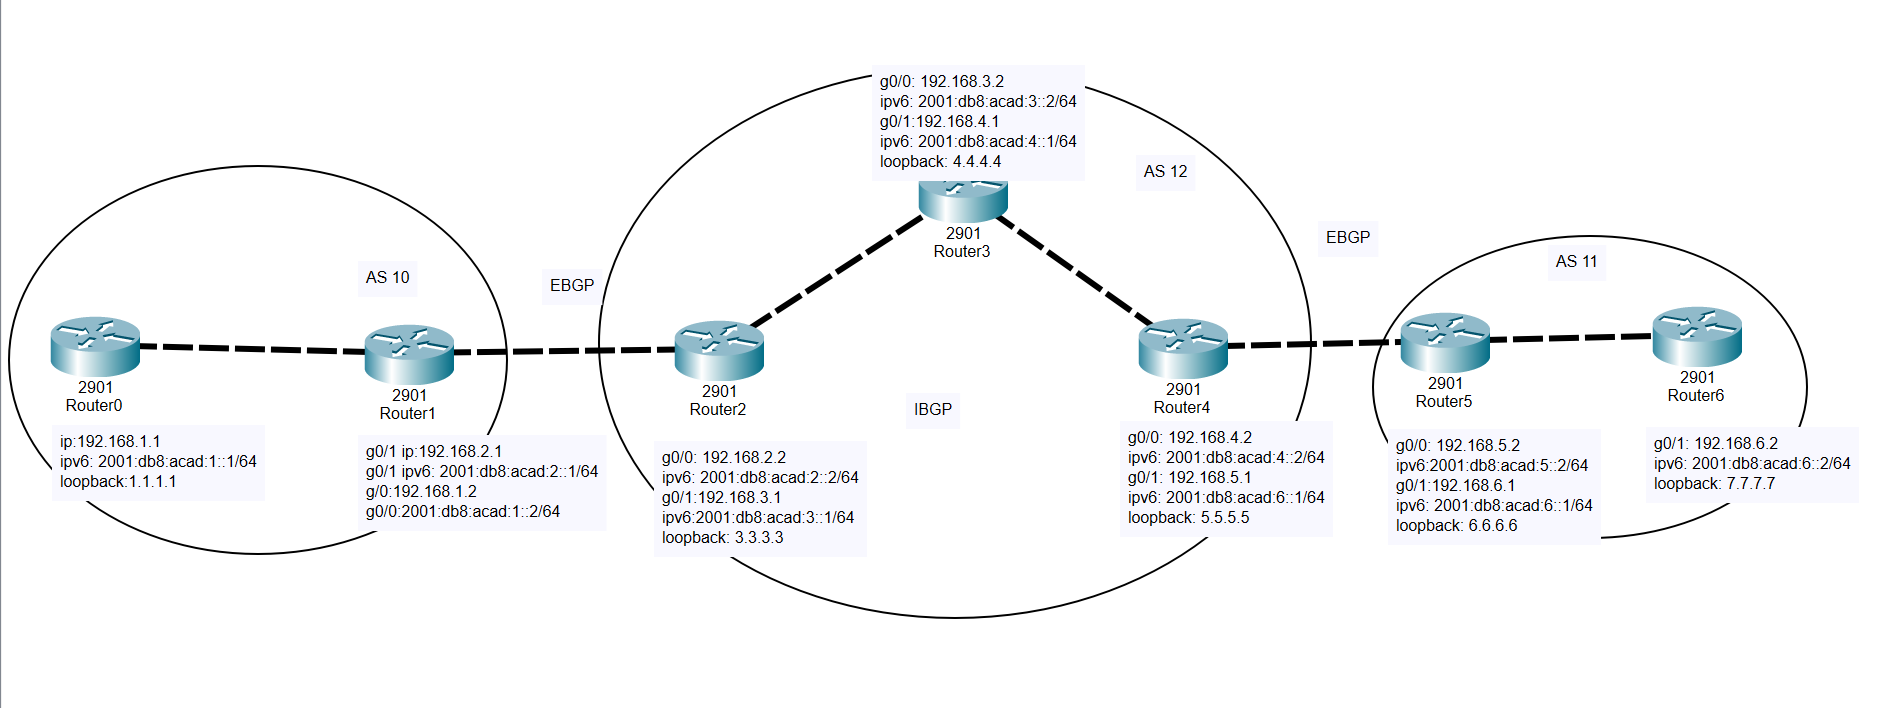 g0/0: 192.168.3.2
ipv6: 2001:db8:acad:3::2/64
g0/1:192.168.4.1
ipv6: 2001:db8:acad:4::1/64
loopback: 4.4.4.4
AS 12
2901
Router3
EBGP
AS 11
AS 10
EBGP
2901
Router0
2901
Router1
2901
Router2
IBGP
2901
Router4
2901
Router5
2901
Router6
ip:192.168.1.1
ipv6: 2001:db8:acad:1::1/64
loopback:1.1.1.1
g0/1 ip:192.168.2.1
g0/1 ipv6: 2001:db8:acad:2::1/64
g/0:192.168.1.2
g0/0:2001:db8:acad:1::2/64
g0/0: 192.168.2.2
ipv6: 2001:db8:acad:2::2/64
g0/1:192.168.3.1
ipv6:2001:db8:acad:3::1/64
loopback: 3.3.3.3
g0/0: 192.168.4.2
ipv6: 2001:db8:acad:4::2/64
g0/1: 192.168.5.1
ipv6: 2001:db8:acad:6::1/64
loopback: 5.5.5.5
g0/0: 192.168.5.2
ipv6:2001:db8:acad:5::2/64
g0/1:192.168.6.1
ipv6: 2001:db8:acad:6::1/64
loopback: 6.6.6.6
g0/1: 192.168.6.2
ipv6: 2001:db8:acad:6::2/64
loopback: 7.7.7.7